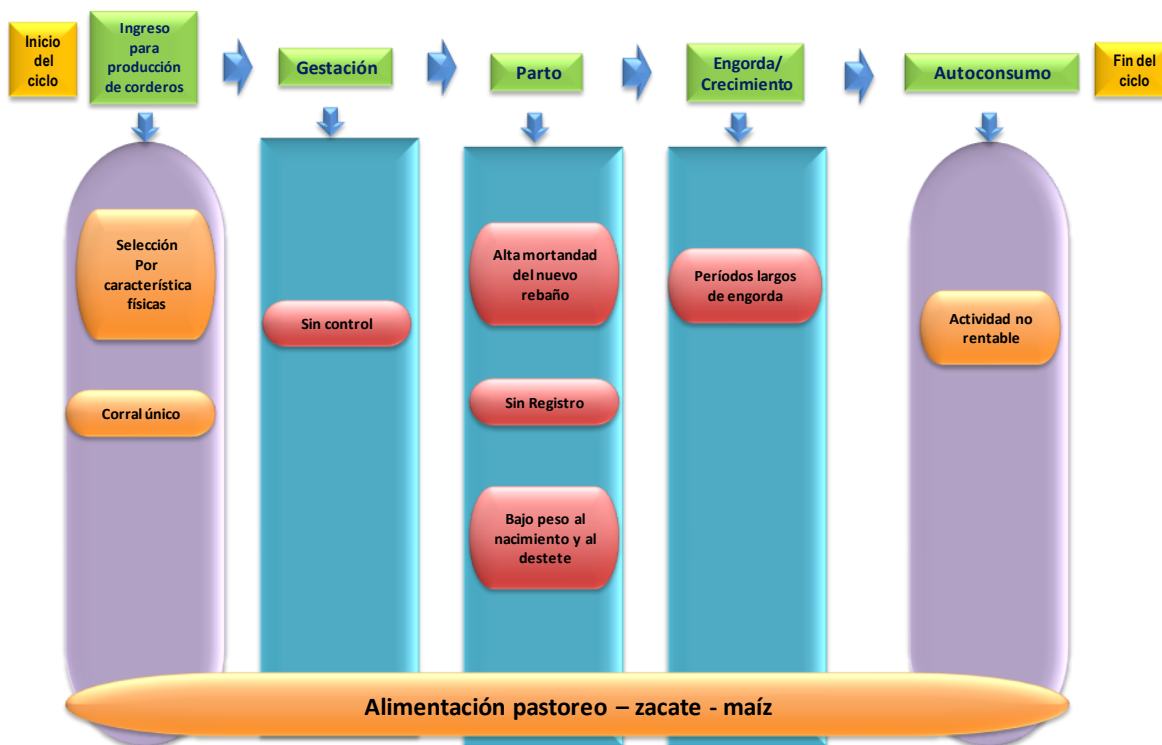 Inicio
del
ciclo
Ingreso
para
producción
de corderos
Gestación
Parto
Engorda/
Crecimiento
Autoconsumo
Fin del
ciclo
Selección
Por
característica
físicas
Corral único
Sin control
Alta mortandad
del nuevo
rebaño
Sin Registro
Bajo peso al
nacimiento y al
destete
Períodos largos
de engorda
Actividad no
rentable
Alimentación pastoreo – zacate - maíz